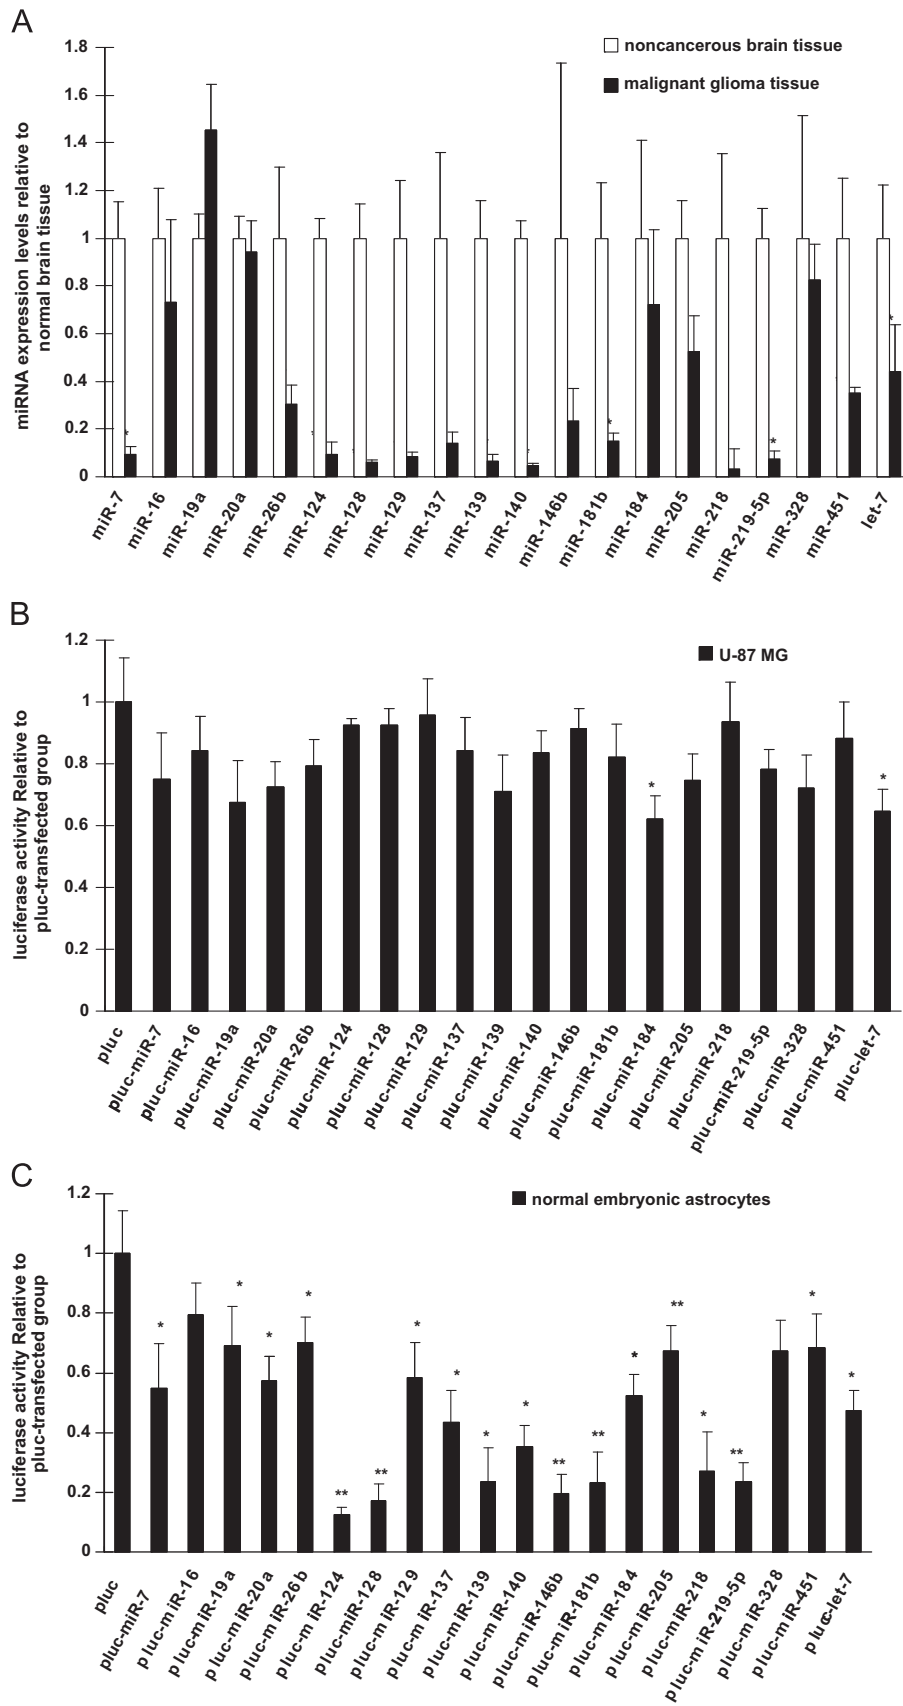 A
miRNA expression levels relative to
normal brain tissue
1.8
1.6
1.4
1.2
1
0.8
0.6
0.4
0.2
0
noncancerous brain tissue
malignant glioma tissue
* * * * *
miR-7
miR-16
miR-19a
miR-20a
miR-26b
miR-124
miR-128
miR-129
miR-137
miR-139
miR-140
miR-146b
miR-181b
miR-184
miR-205
miR-218
miR-219-5p
miR-328
miR-451
let-7
B
luciferase activity Relative to
pluc-transfected group
1.2
1
0.8
0.6
0.4
0.2
0
U-87 MG
* *
pluc
pluc-miR-7
pluc-miR-16
pluc-miR-19a
pluc-miR-20a
pluc-miR-26b
pluc-miR-124
pluc-miR-128
pluc-miR-129
pluc-miR-137
pluc-miR-139
pluc-miR-140
pluc-miR-146b
pluc-miR-181b
pluc-miR-184
pluc-miR-205
pluc-miR-218
pluc-miR-219-5p
pluc-miR-328
pluc-miR-451
pluc-let-7
C
luciferase activity Relative to
pluc-transfected group
1.2
1
0.8
0.6
0.4
0.2
0
normal embryonic astrocytes
* * * * ** ** * * * * ** ** * ** * ** * *
pluc
pluc-miR-7
pluc-miR-16
pluc-miR-19a
pluc-miR-20a
pluc-miR-26b
pluc-miR-124
pluc-miR-128
pluc-miR-129
pluc-miR-137
pluc-miR-139
pluc-miR-140
pluc-miR-146b
pluc-miR-181b
pluc-miR-184
pluc-miR-205
pluc-miR-218
pluc-miR-219-5p
pluc-miR-328
pluc-miR-451
pluc-let-7